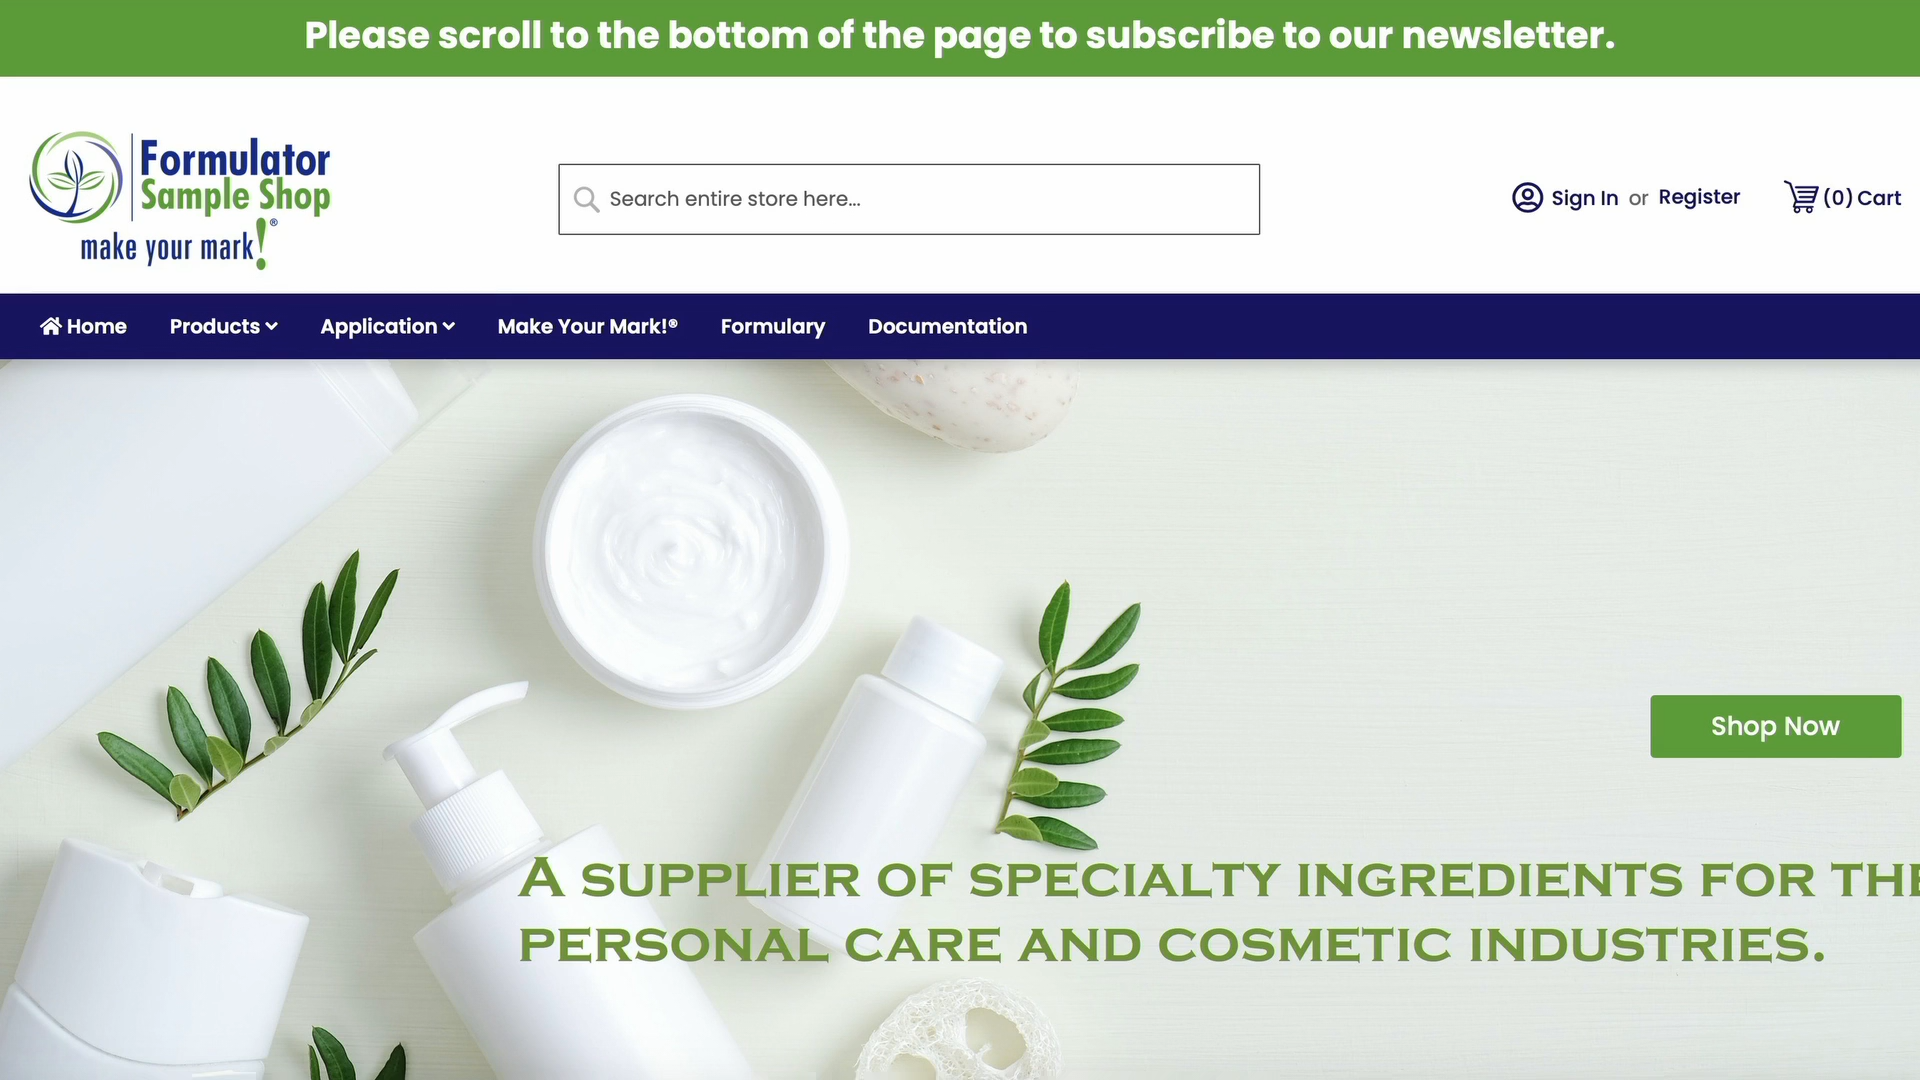 Please scroll to the bottom of the page to subscribe to our newsletter.
Formulator
Sample Shop
make your mark!®
Search entire store here...
Sign In or Register
(0) Cart
Home Products Application Make Your Mark!® Formulary Documentation
Shop Now
A SUPPLIER OF SPECIALTY INGREDIENTS FOR THE
PERSONAL CARE AND COSMETIC INDUSTRIES.